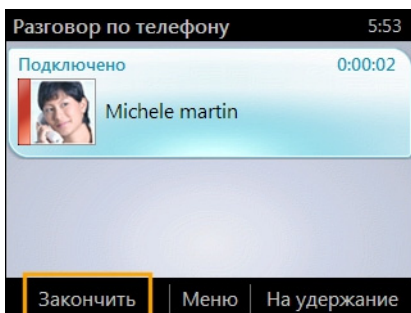 Разговор по телефону 5:53
Подключено 0:00:02
Michele martin
Закончить Меню На удержание